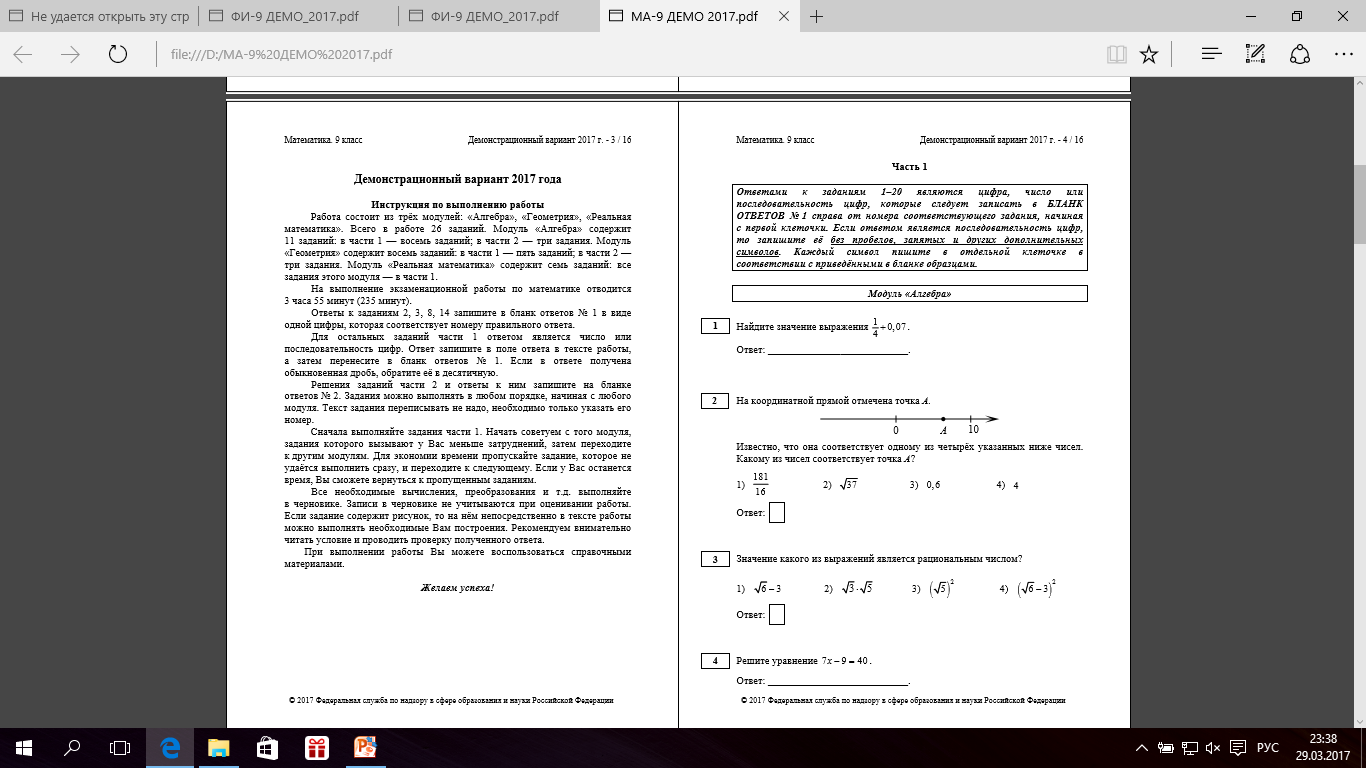 Не удается открыть эту стр
ФИ-9 ДЕМО_2017.pdf
ФИ-9 ДЕМО_2017.pdf
МА-9 ДЕМО 2017.pdf
file:///D:/МА-9%20ДЕМО%202017.pdf
Математика. 9 класс Демонстрационный вариант 2017 г. - 3 / 16
Демонстрационный вариант 2017 года
Инструкция по выполнению работы
Работа состоит из трёх модулей: «Алгебра», «Геометрия», «Реальная
математика». Всего в работе 26 заданий. Модуль «Алгебра» содержит
11 заданий: в части 1 — восемь заданий; в части 2 — три задания. Модуль
«Геометрия» содержит восемь заданий: в части 1 — пять заданий; в части 2 —
три задания. Модуль «Реальная математика» содержит семь заданий: все
задания этого модуля — в части 1.
На выполнение экзаменационной работы по математике отводится
3 часа 55 минут (235 минут).
Ответы к заданиям 2, 3, 8, 14 запишите в бланк ответов № 1 в виде
одной цифры, которая соответствует номеру правильного ответа.
Для остальных заданий части 1 ответом является число или
последовательность цифр. Ответ запишите в поле ответа в тексте работы,
а затем перенесите в бланк ответов № 1. Если в ответе получена
обыкновенная дробь, обратите её в десятичную.
Решения заданий части 2 и ответы к ним запишите на бланке
ответов № 2. Задания можно выполнять в любом порядке, начиная с любого
модуля. Текст задания переписывать не надо, необходимо только указать его
номер.
Сначала выполняйте задания части 1. Начать советуем с того модуля,
задания которого вызывают у Вас меньше затруднений, затем переходите
к другим модулям. Для экономии времени пропускайте задание, которое не
удаётся выполнить сразу, и переходите к следующему. Если у Вас останется
время, Вы сможете вернуться к пропущенным заданиям.
Все необходимые вычисления, преобразования и т.д. выполняйте
в черновике. Записи в черновике не учитываются при оценивании работы.
Если задание содержит рисунок, то на нём непосредственно в тексте работы
можно выполнять необходимые Вам построения. Рекомендуем внимательно
читать условие и проводить проверку полученного ответа.
При выполнении работы Вы можете воспользоваться справочными
материалами.
Желаем успеха!
© 2017 Федеральная служба по надзору в сфере образования и науки Российской Федерации
Математика. 9 класс Демонстрационный вариант 2017 г. - 4 / 16
Часть 1
Ответами к заданиям 1–20 являются цифра, число или
последовательность цифр, которые следует записать в БЛАНК
ОТВЕТОВ № 1 справа от номера соответствующего задания, начиная
с первой клеточки. Если ответом является последовательность цифр,
то запишите её без пробелов, запятых и других дополнительных
символов. Каждый символ пишите в отдельной клеточке в
соответствии с приведёнными в бланке образцами.
Модуль «Алгебра»
1 Найдите значение выражения 1/4 + 0,07.
Ответ: ____________________________.
2 На координатной прямой отмечена точка A.
0 A 10
Известно, что она соответствует одному из четырёх указанных ниже чисел.
Какому из чисел соответствует точка A?
1) 181/16 2) √37 3) 0,6 4) 4
Ответ:
3 Значение какого из выражений является рациональным числом?
1) √6 − 3 2) √3 · √5 3) (√5)² 4) (√6 − 3)²
Ответ:
4 Решите уравнение 7x − 9 = 40.
Ответ: ____________________________.
© 2017 Федеральная служба по надзору в сфере образования и науки Российской Федерации
РУС
23:38
29.03.2017